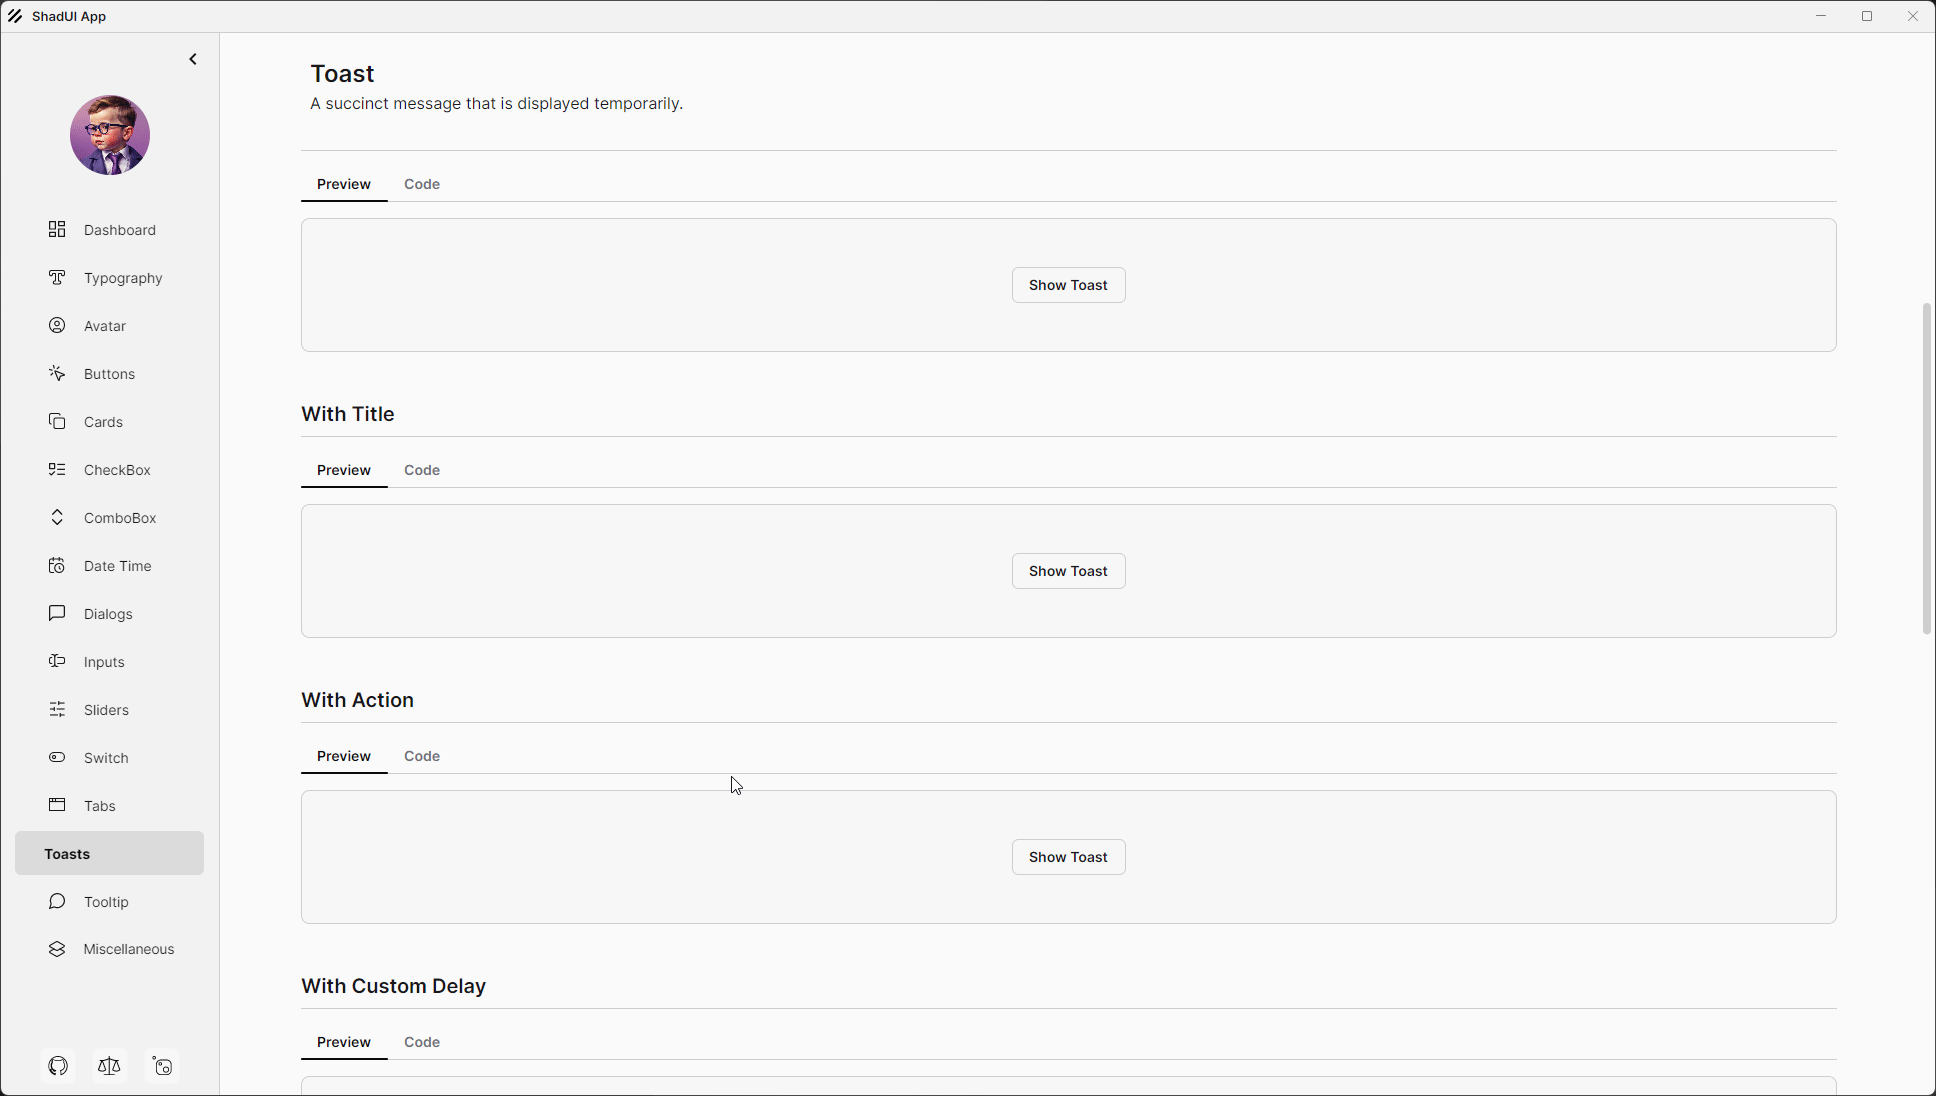 ShadUI App
Dashboard
Typography
Avatar
Buttons
Cards
CheckBox
ComboBox
Date Time
Dialogs
Inputs
Sliders
Switch
Tabs
Toasts
Tooltip
Miscellaneous
Toast
A succinct message that is displayed temporarily.
Preview Code
Show Toast
With Title
Preview Code
Show Toast
With Action
Preview Code
Show Toast
With Custom Delay
Preview Code